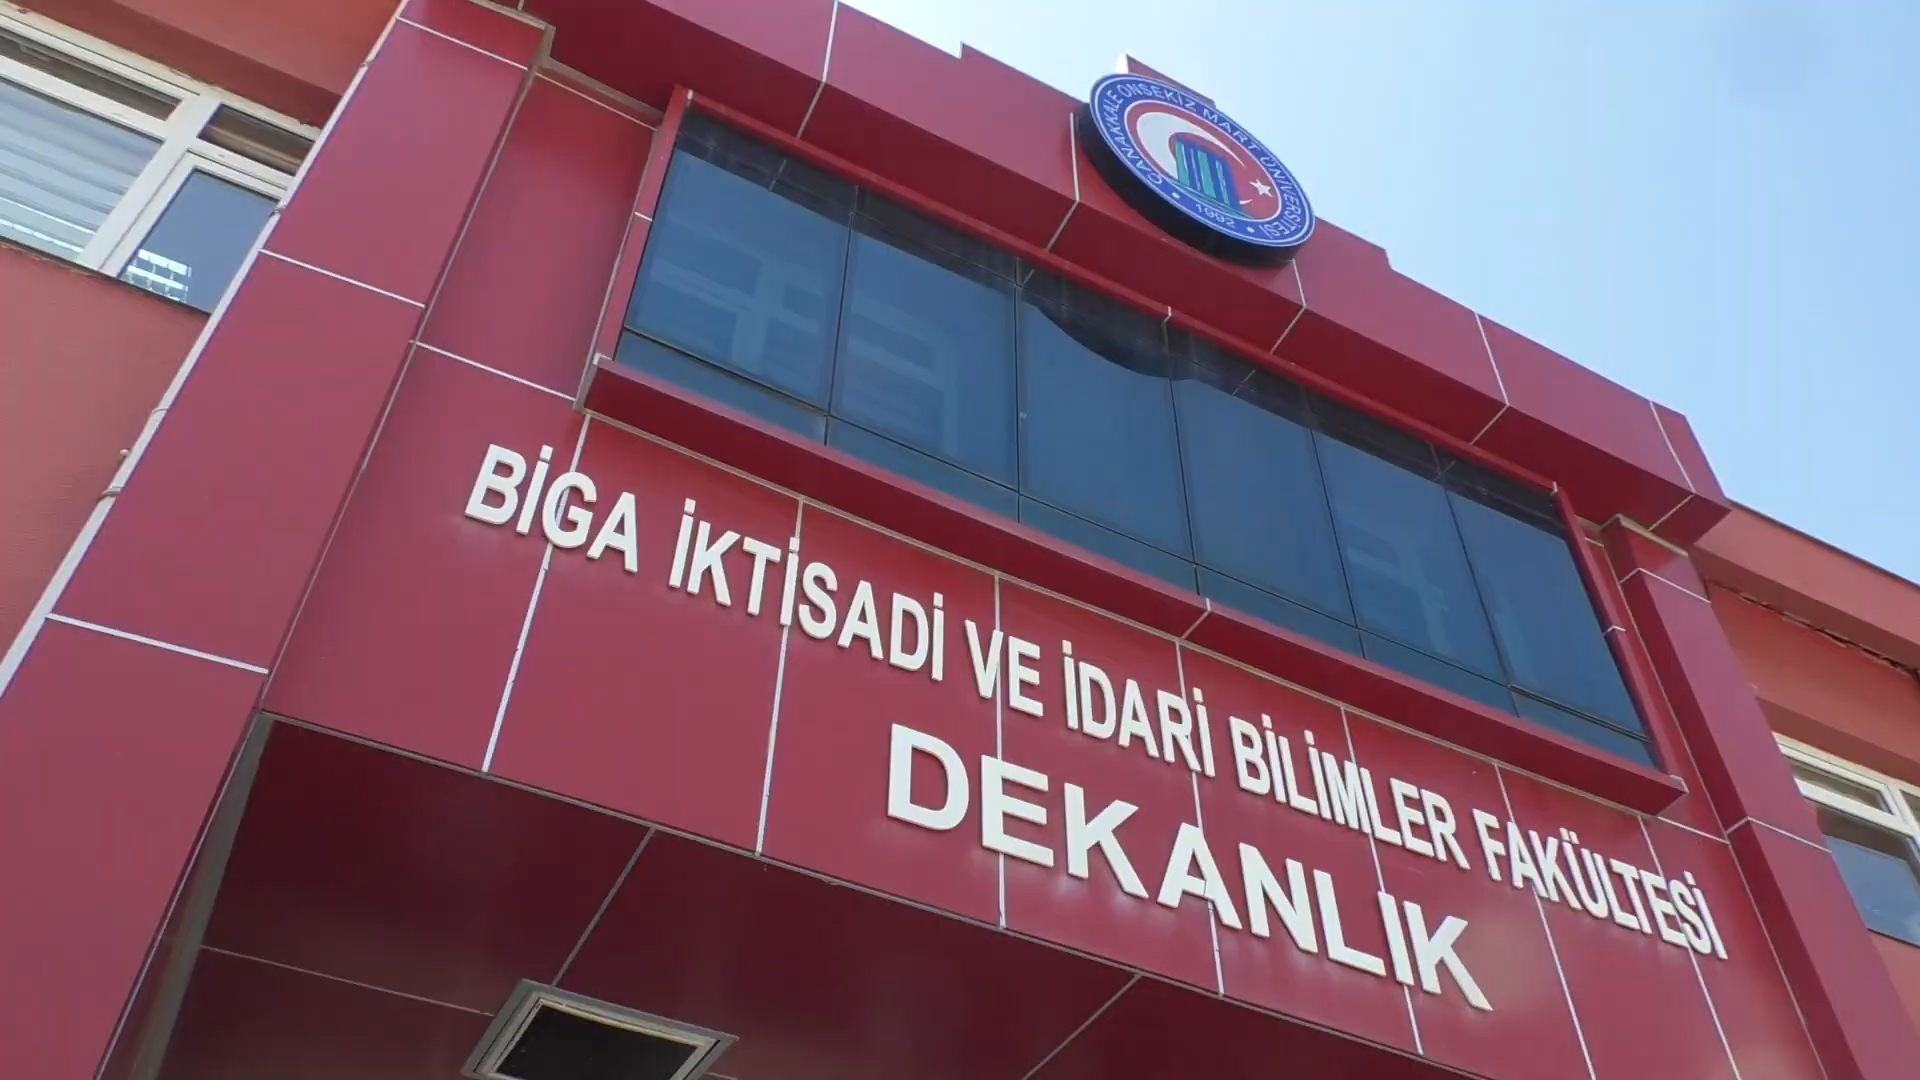 ÇANAKKALE ONSEKİZ MART ÜNİVERSİTESİ
1992
BİGA İKTİSADİ VE İDARİ BİLİMLER FAKÜLTESİ
DEKANLIK